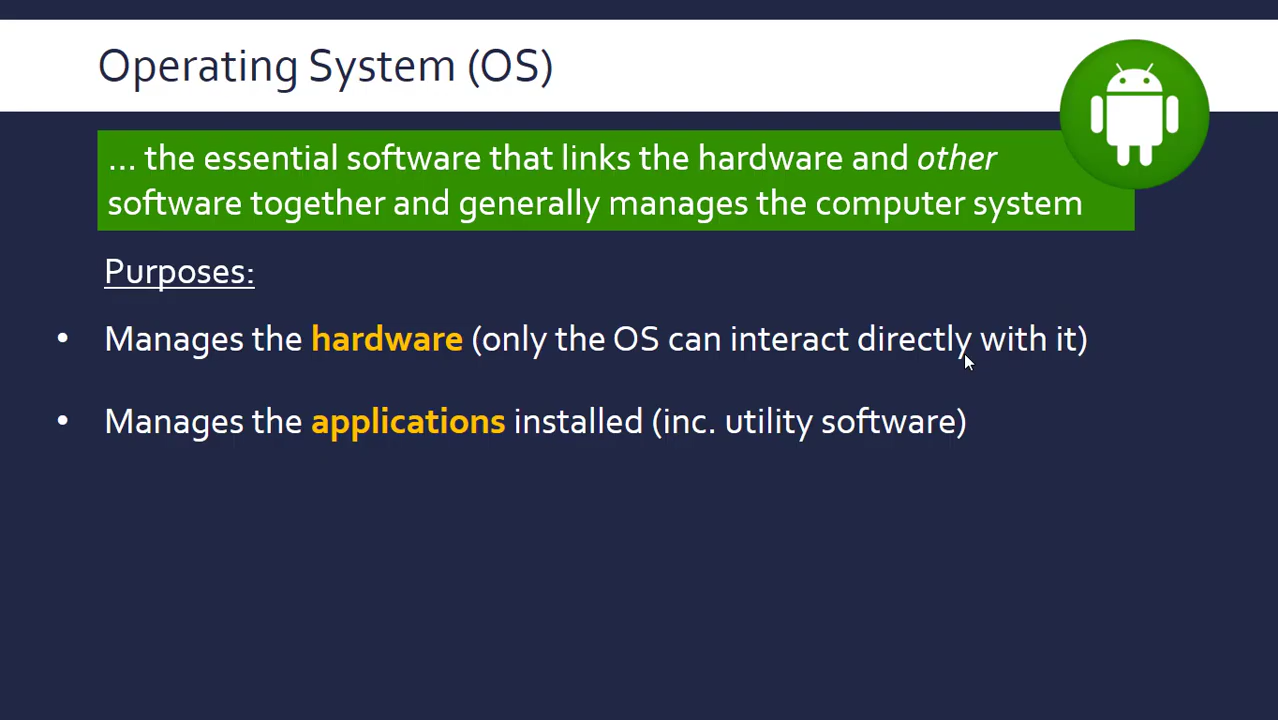 Operating System (OS)
... the essential software that links the hardware and other
software together and generally manages the computer system
Purposes:
• Manages the hardware (only the OS can interact directly with it)
• Manages the applications installed (inc. utility software)